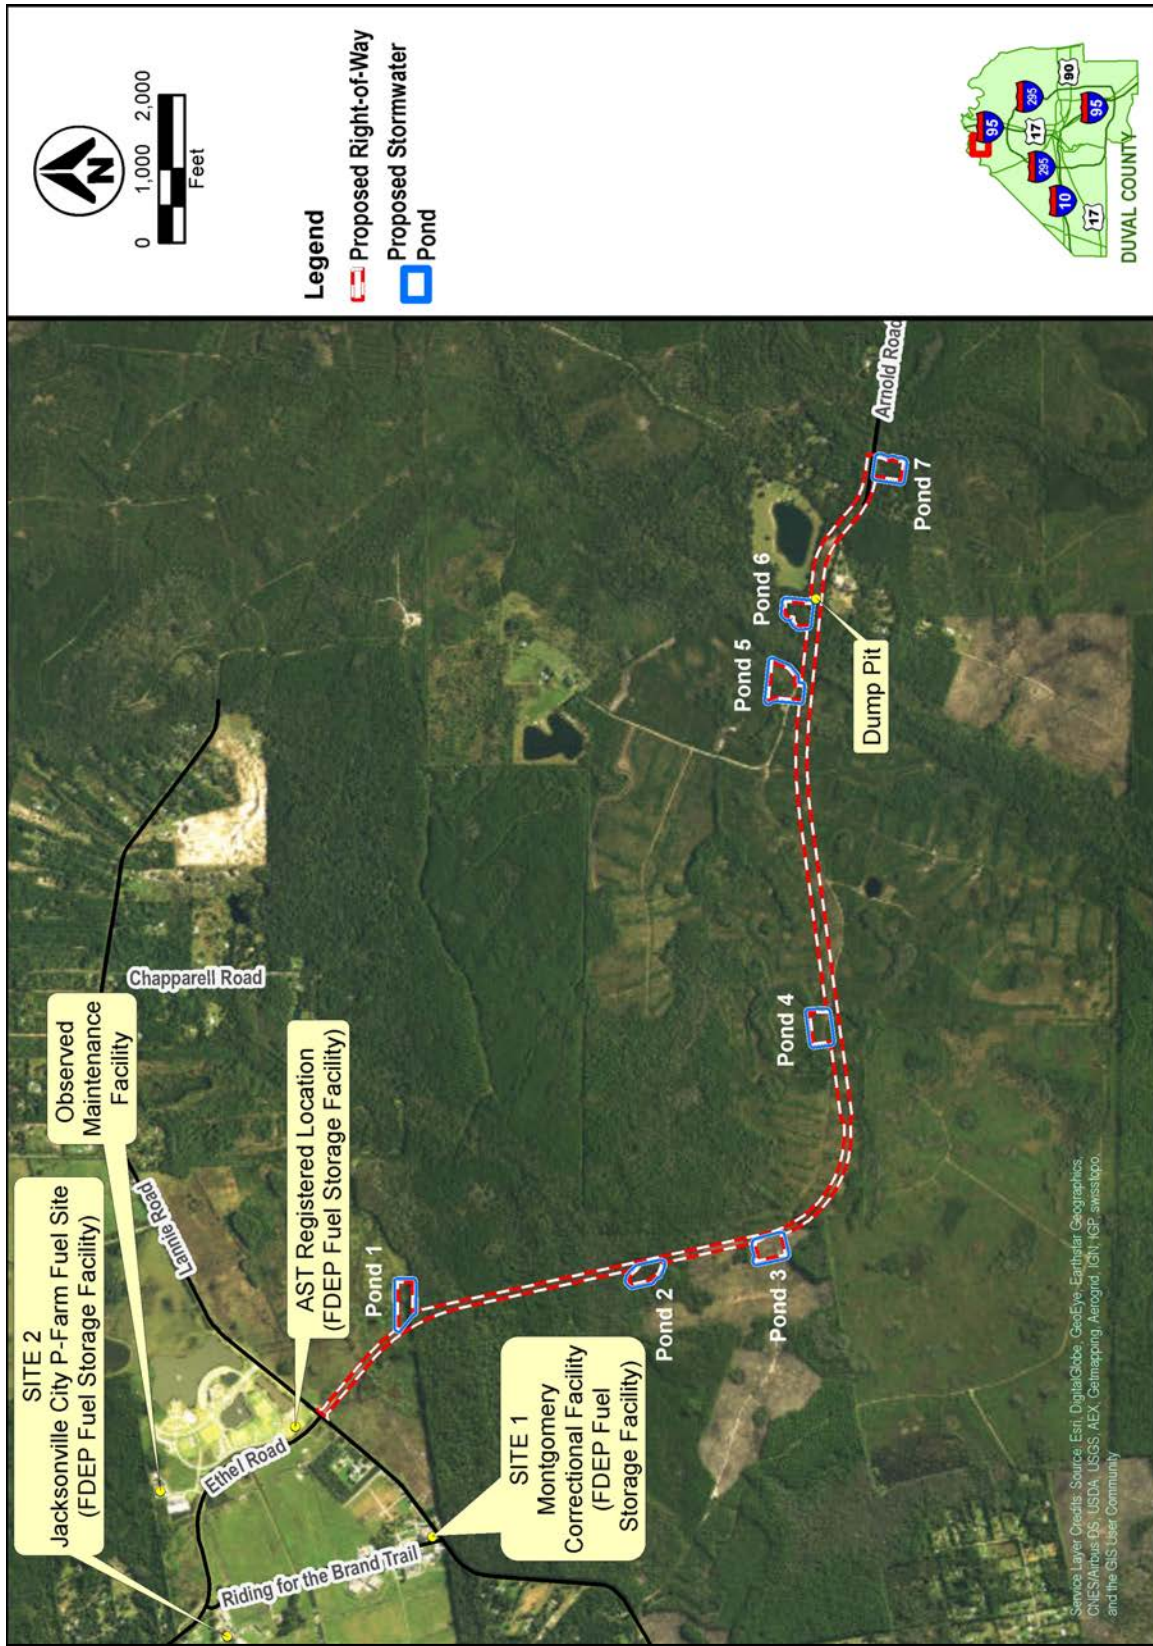 SITE 2
Jacksonville City P-Farm Fuel Site
(FDEP Fuel Storage Facility)
Observed
Maintenance
Facility
Lannie Road
Chapparell Road
Ethel Road
Riding for the Brand Trail
AST Registered Location
(FDEP Fuel Storage Facility)
SITE 1
Montgomery
Correctional Facility
(FDEP Fuel
Storage Facility)
Pond 1
Pond 2
Pond 3
Pond 4
Pond 5
Pond 6
Pond 7
Dump Pit
Arnold Road
Service Layer Credits: Source: Esri, DigitalGlobe, GeoEye, Earthstar Geographics,
CNES/Airbus DS, USDA, USGS, AEX, Getmapping, Aerogrid, IGN, IGP, swisstopo,
and the GIS User Community
N
0 1,000 2,000
Feet
Legend
Proposed Right-of-Way
Proposed Stormwater
Pond
95
295
17
90
295
10
95
17
DUVAL COUNTY